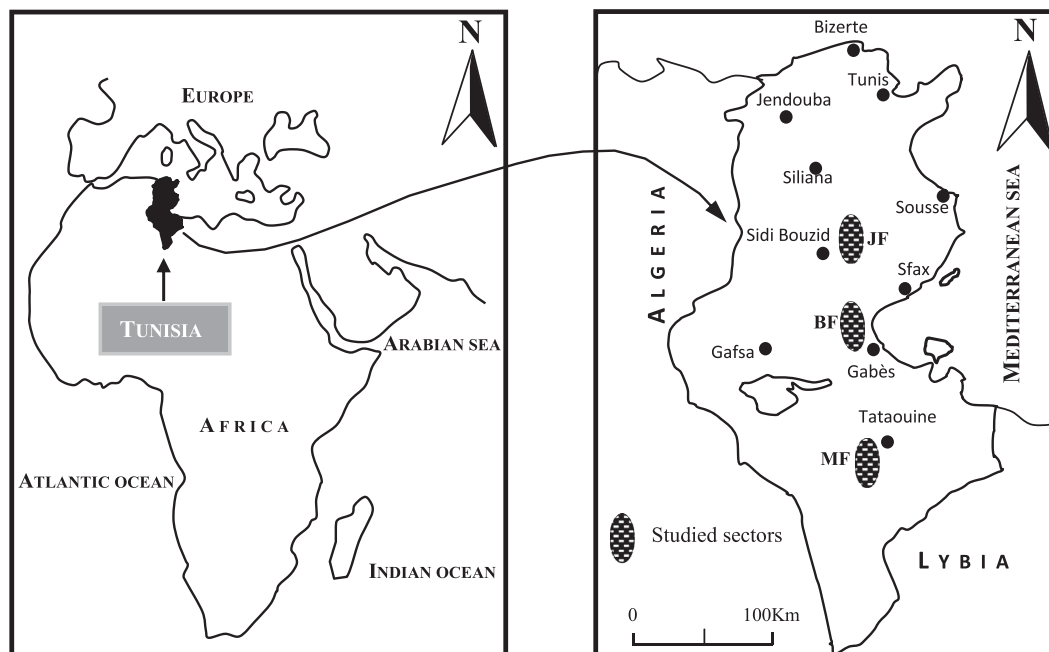 N
EUROPE
TUNISIA
ARABIAN SEA
AFRICA
ATLANTIC OCEAN
INDIAN OCEAN
N
Bizerte
Tunis
Jendouba
Siliana
Sousse
ALGERIA
MEDITERRANEAN SEA
Sidi Bouzid
JF
Sfax
BF
Gafsa
Gabès
Tataouine
MF
Studied sectors
LYBIA
0 100Km